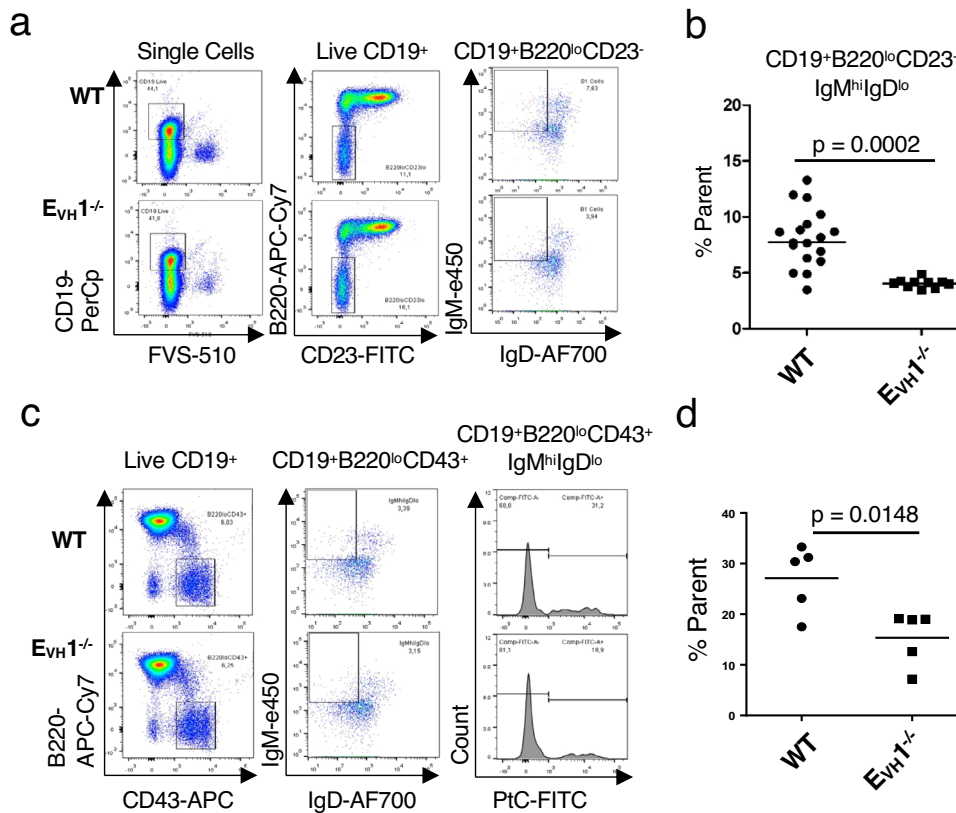 a
Single Cells
Live CD19⁺
CD19+B220ˡᵒCD23⁻
WT
CD19 Live
44,1
B220loCD23lo
11,1
B1 Cells
7,63
Eᵥₕ1⁻/⁻
CD19 Live
41,8
B220loCD23lo
16,1
B1 Cells
3,94
CD19-
PerCp
B220-APC-Cy7
IgM-e450
FVS-510
CD23-FITC
IgD-AF700
b
CD19+B220ˡᵒCD23⁻
IgMʰⁱIgDˡᵒ
p = 0.0002
% Parent
20
15
10
5
0
WT
Eᵥₕ1⁻/⁻
c
CD19+B220ˡᵒCD43⁺
Live CD19⁺
CD19+B220ˡᵒCD43⁺
IgMʰⁱIgDˡᵒ
WT
B220loCD43+
6,03
IgMhiIgDlo
3,39
Comp-FITC-A-
68,8
Comp-FITC-A+
31,2
Eᵥₕ1⁻/⁻
B220loCD43+
6,25
IgMhiIgDlo
3,15
Comp-FITC-A-
81,1
Comp-FITC-A+
18,9
B220-
APC-Cy7
IgM-e450
Count
CD43-APC
IgD-AF700
PtC-FITC
d
p = 0.0148
% Parent
40
30
20
10
0
WT
Eᵥₕ1⁻/⁻